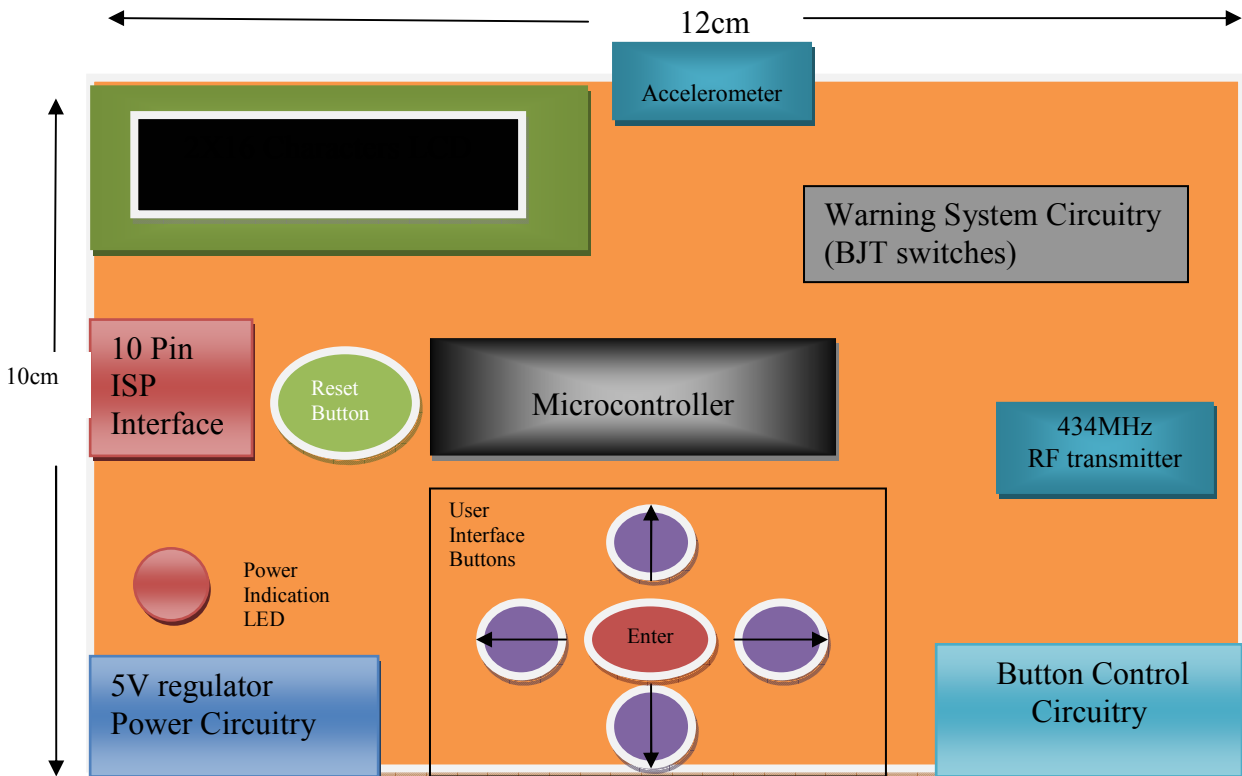 12cm
Accelerometer
Warning System Circuitry
(BJT switches)
10cm
10 Pin
ISP
Interface
Reset
Button
Microcontroller
434MHz
RF transmitter
User
Interface
Buttons
Power
Indication
LED
Enter
5V regulator
Power Circuitry
Button Control
Circuitry